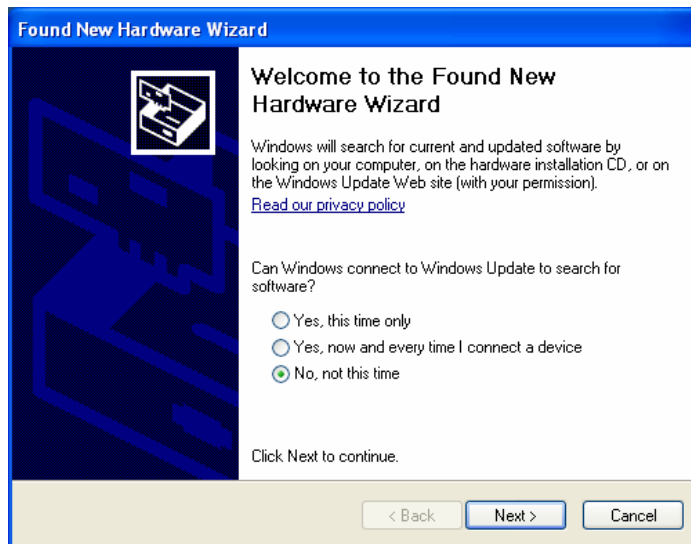 Found New Hardware Wizard
Welcome to the Found New
Hardware Wizard
Windows will search for current and updated software by
looking on your computer, on the hardware installation CD, or on
the Windows Update Web site (with your permission).
Read our privacy policy
Can Windows connect to Windows Update to search for
software?
Yes, this time only
Yes, now and every time I connect a device
No, not this time
Click Next to continue.
< Back
Next >
Cancel